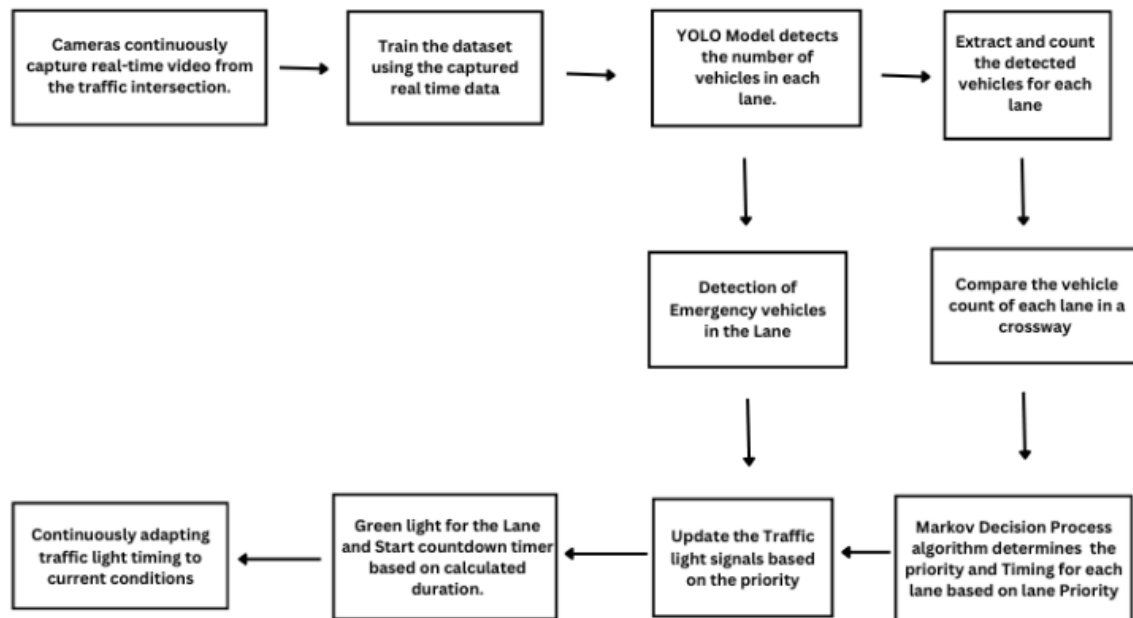 Cameras continuously
capture real-time video from
the traffic intersection.
Train the dataset
using the captured
real time data
YOLO Model detects
the number of
vehicles in each
lane.
Extract and count
the detected
vehicles for each
lane
Detection of
Emergency vehicles
in the Lane
Compare the vehicle
count of each lane in a
crossway
Continuously adapting
traffic light timing to
current conditions
Green light for the Lane
and Start countdown timer
based on calculated
duration.
Update the Traffic
light signals based
on the priority
Markov Decision Process
algorithm determines the
priority and Timing for each
lane based on lane Priority